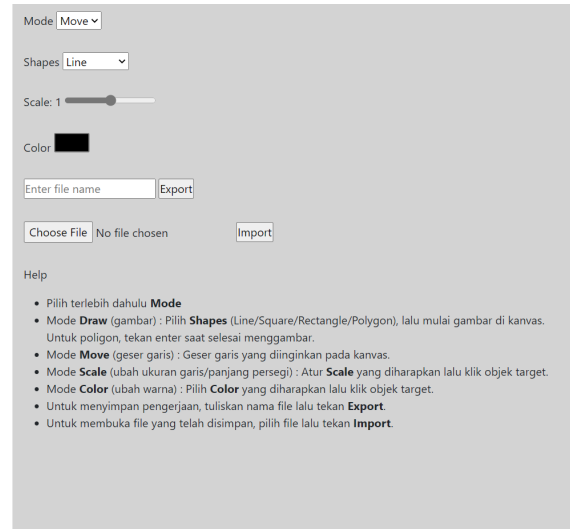 Mode Move
Shapes Line
Scale: 1
Color
Enter file name Export
Choose File No file chosen Import
Help
Pilih terlebih dahulu Mode
Mode Draw (gambar) : Pilih Shapes (Line/Square/Rectangle/Polygon), lalu mulai gambar di kanvas.
Untuk poligon, tekan enter saat selesai menggambar.
Mode Move (geser garis) : Geser garis yang diinginkan pada kanvas.
Mode Scale (ubah ukuran garis/panjang persegi) : Atur Scale yang diharapkan lalu klik objek target.
Mode Color (ubah warna) : Pilih Color yang diharapkan lalu klik objek target.
Untuk menyimpan pengerjaan, tuliskan nama file lalu tekan Export.
Untuk membuka file yang telah disimpan, pilih file lalu tekan Import.